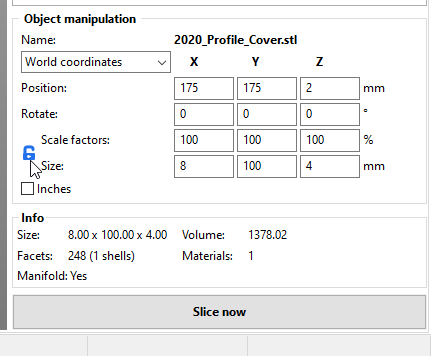 Object manipulation
Name: 2020_Profile_Cover.stl
World coordinates X Y Z
Position: 175 175 2 mm
Rotate: 0 0 0 °
Scale factors: 100 100 100 %
Size: 8 100 4 mm
Inches
Info
Size: 8.00 x 100.00 x 4.00 Volume: 1378.02
Facets: 248 (1 shells) Materials: 1
Manifold: Yes
Slice now